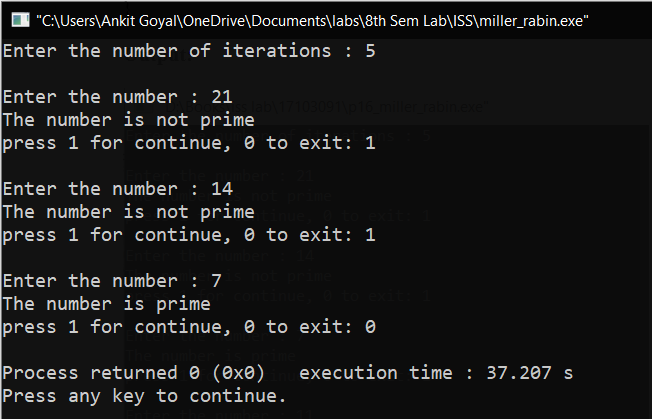 "C:\Users\Ankit Goyal\OneDrive\Documents\labs\8th Sem Lab\ISS\miller_rabin.exe"
Enter the number of iterations : 5
Enter the number : 21
The number is not prime
press 1 for continue, 0 to exit: 1
Enter the number : 14
The number is not prime
press 1 for continue, 0 to exit: 1
Enter the number : 7
The number is prime
press 1 for continue, 0 to exit: 0
Process returned 0 (0x0)   execution time : 37.207 s
Press any key to continue.